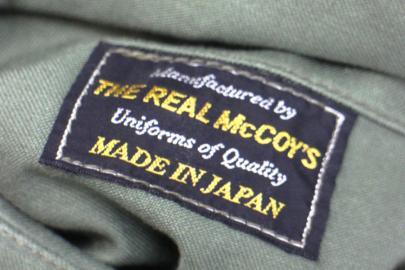 Manufactured by
THE REAL McCOY'S
Uniforms of Quality
MADE IN JAPAN